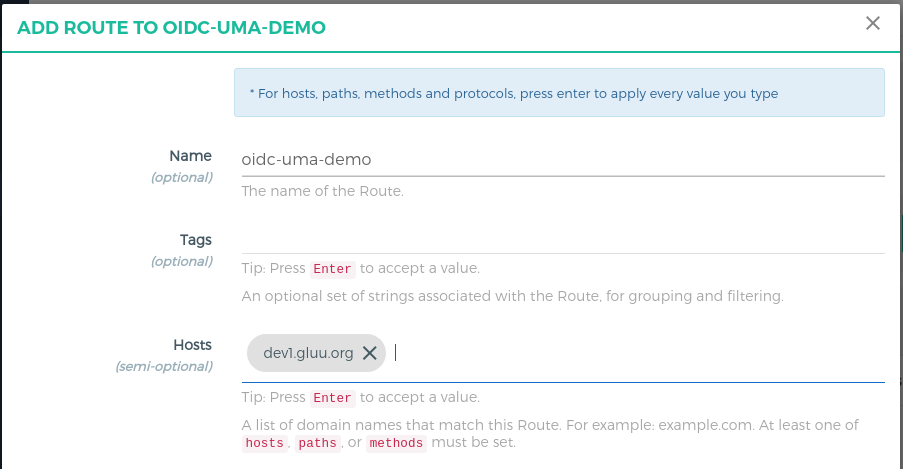 ADD ROUTE TO OIDC-UMA-DEMO
* For hosts, paths, methods and protocols, press enter to apply every value you type
Name
(optional)
oidc-uma-demo
The name of the Route.
Tags
(optional)
Tip: Press Enter to accept a value.
An optional set of strings associated with the Route, for grouping and filtering.
Hosts
(semi-optional)
dev1.gluu.org
Tip: Press Enter to accept a value.
A list of domain names that match this Route. For example: example.com. At least one of
hosts, paths, or methods must be set.